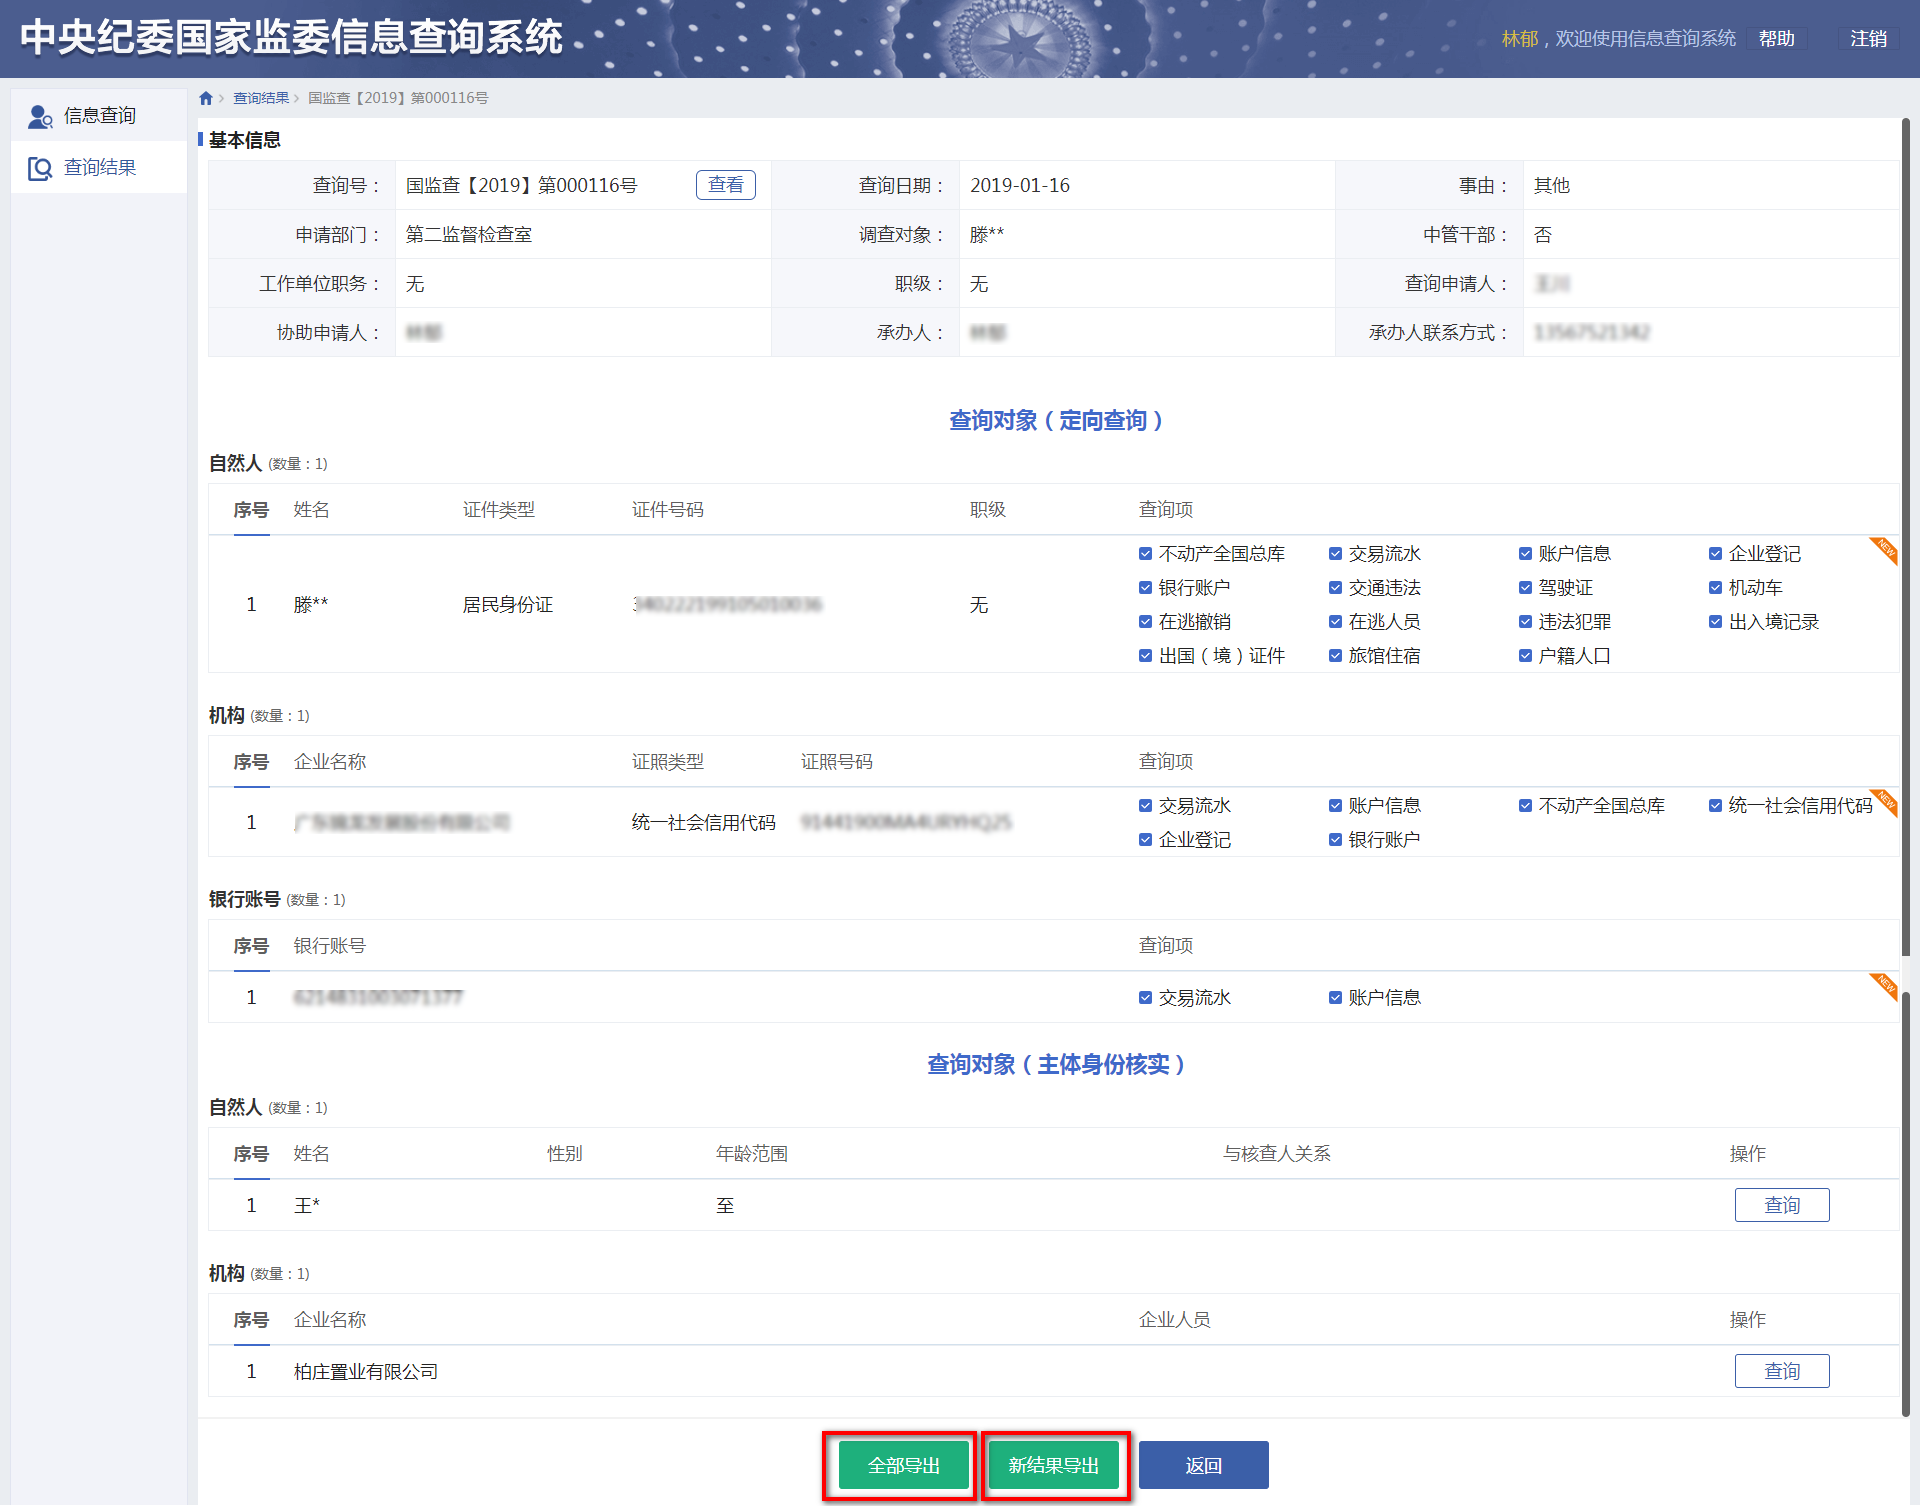 中央纪委国家监委信息查询系统
林郁，欢迎使用信息查询系统 帮助 注销
信息查询
查询结果
查询结果 国监查【2019】第000116号
基本信息
查询号： 国监查【2019】第000116号 查看 查询日期： 2019-01-16 事由： 其他
申请部门： 第二监督检查室 调查对象： 滕** 中管干部： 否
工作单位职务： 无 职级： 无 查询申请人：
协助申请人： 承办人： 承办人联系方式：
查询对象（定向查询）
自然人 (数量：1)
序号 姓名 证件类型 证件号码 职级 查询项
1 滕** 居民身份证 无
不动产全国总库 交易流水 账户信息 企业登记 NEW
银行账户 交通违法 驾驶证 机动车
在逃撤销 在逃人员 违法犯罪 出入境记录
出国（境）证件 旅馆住宿 户籍人口
机构 (数量：1)
序号 企业名称 证照类型 证照号码 查询项
1 统一社会信用代码
交易流水 账户信息 不动产全国总库 统一社会信用代码 NEW
企业登记 银行账户
银行账号 (数量：1)
序号 银行账号 查询项
1 交易流水 账户信息 NEW
查询对象（主体身份核实）
自然人 (数量：1)
序号 姓名 性别 年龄范围 与核查人关系 操作
1 王* 至 查询
机构 (数量：1)
序号 企业名称 企业人员 操作
1 柏庄置业有限公司 查询
全部导出 新结果导出 返回